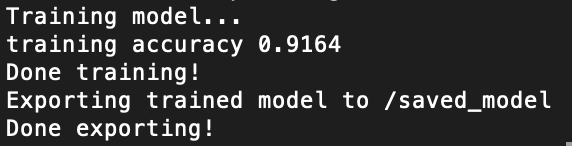 Training model...
training accuracy 0.9164
Done training!
Exporting trained model to /saved_model
Done exporting!